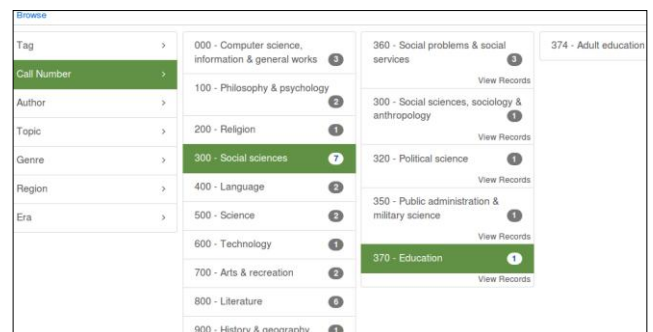 Browse
Tag
Call Number
Author
Topic
Genre
Region
Era
000 - Computer science,
information & general works 3
100 - Philosophy & psychology
2
200 - Religion 1
300 - Social sciences 7
400 - Language 2
500 - Science 2
600 - Technology 1
700 - Arts & recreation 2
800 - Literature 6
900 - History & geography 1
360 - Social problems & social
services 3
View Records
300 - Social sciences, sociology &
anthropology 1
View Records
320 - Political science 1
View Records
350 - Public administration &
military science 1
View Records
370 - Education 1
View Records
374 - Adult education